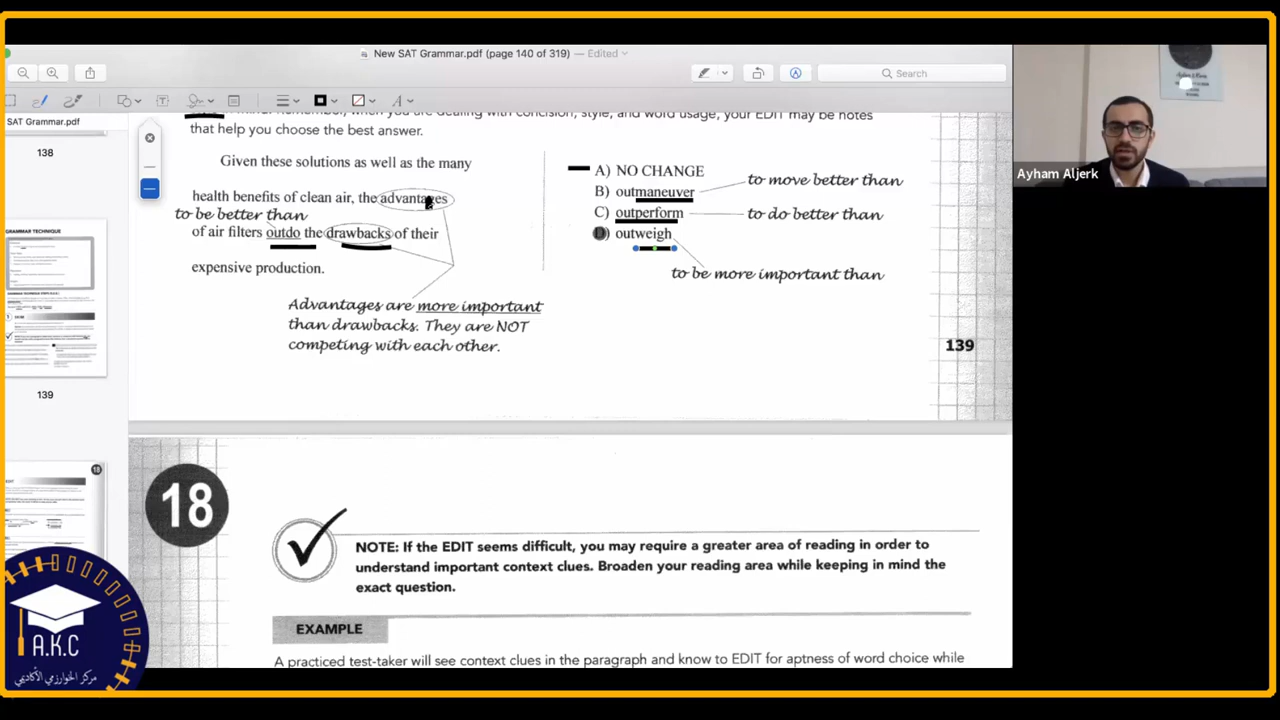 New SAT Grammar.pdf (page 140 of 319) — Edited
Search
SAT Grammar.pdf
138
139
18
that help you choose the best answer.
Given these solutions as well as the many
health benefits of clean air, the advantages
to be better than
of air filters outdo the drawbacks of their
expensive production.
Advantages are more important
than drawbacks. They are NOT
competing with each other.
A) NO CHANGE
B) outmaneuver
to move better than
C) outperform
to do better than
D) outweigh
to be more important than
139
18
NOTE: If the EDIT seems difficult, you may require a greater area of reading in order to
understand important context clues. Broaden your reading area while keeping in mind the
exact question.
EXAMPLE
A practiced test-taker will see context clues in the paragraph and know to EDIT for aptness of word choice while
Ayham Aljerk
A.K.C
مركز الخوارزمي الأكاديمي